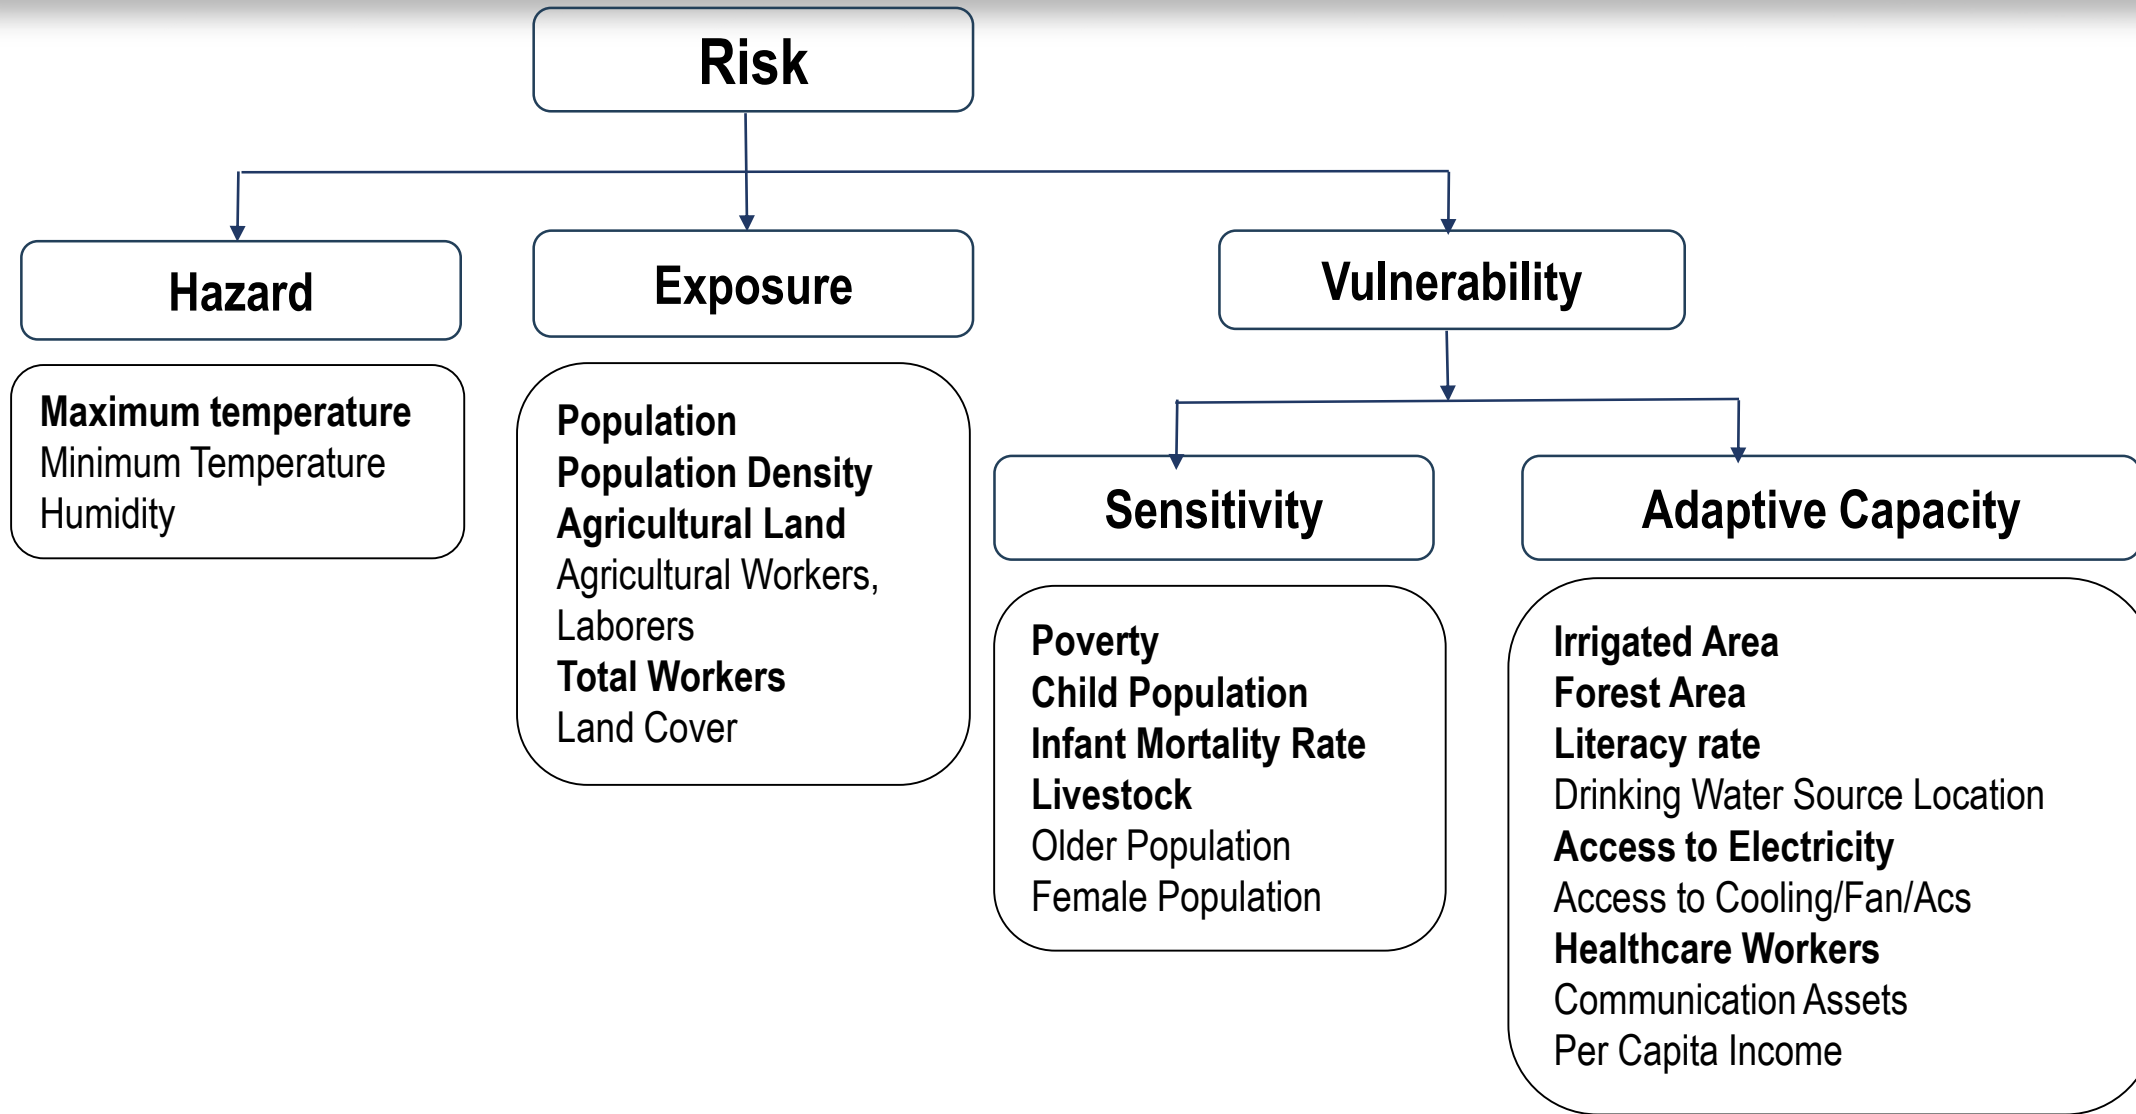 Risk
Hazard
Exposure
Vulnerability
Maximum temperature
Minimum Temperature
Humidity
Population
Population Density
Agricultural Land
Agricultural Workers,
Laborers
Total Workers
Land Cover
Sensitivity
Adaptive Capacity
Poverty
Child Population
Infant Mortality Rate
Livestock
Older Population
Female Population
Irrigated Area
Forest Area
Literacy rate
Drinking Water Source Location
Access to Electricity
Access to Cooling/Fan/Acs
Healthcare Workers
Communication Assets
Per Capita Income